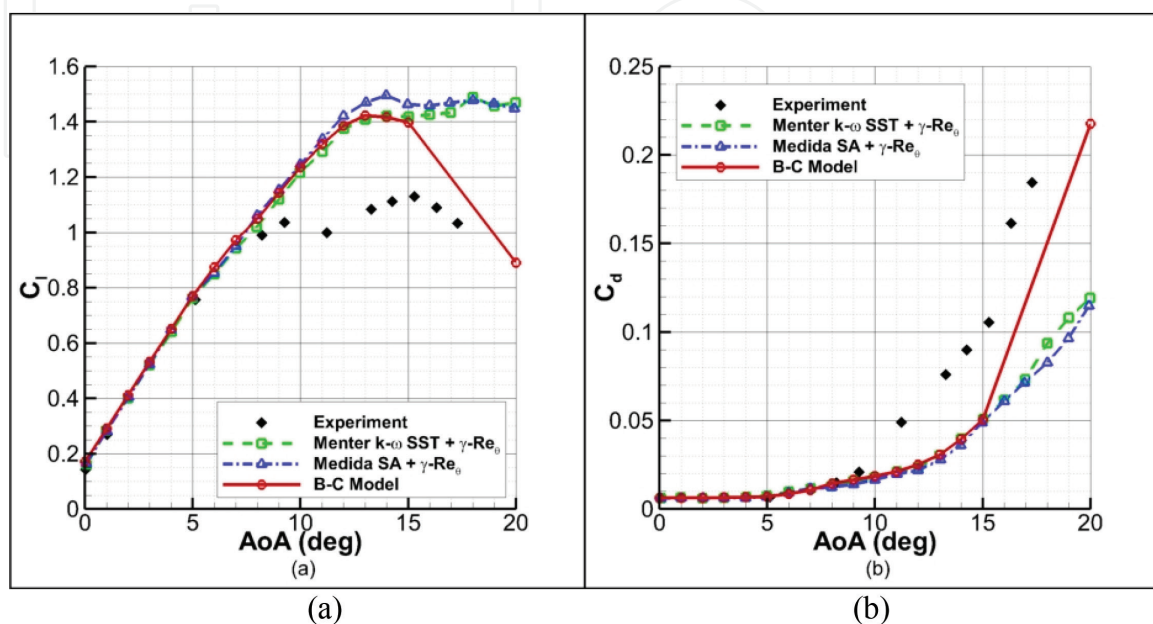 1.6
1.4
1.2
1
0.8
0.6
0.4
0.2
0
C_l
0 5 10 15 20
AoA (deg)
Experiment
Menter k-ω SST + γ-Re_θ
Medida SA + γ-Re_θ
B-C Model
(a)
(a)
0.25
0.2
0.15
0.1
0.05
0
C_d
0 5 10 15 20
AoA (deg)
Experiment
Menter k-ω SST + γ-Re_θ
Medida SA + γ-Re_θ
B-C Model
(b)
(b)